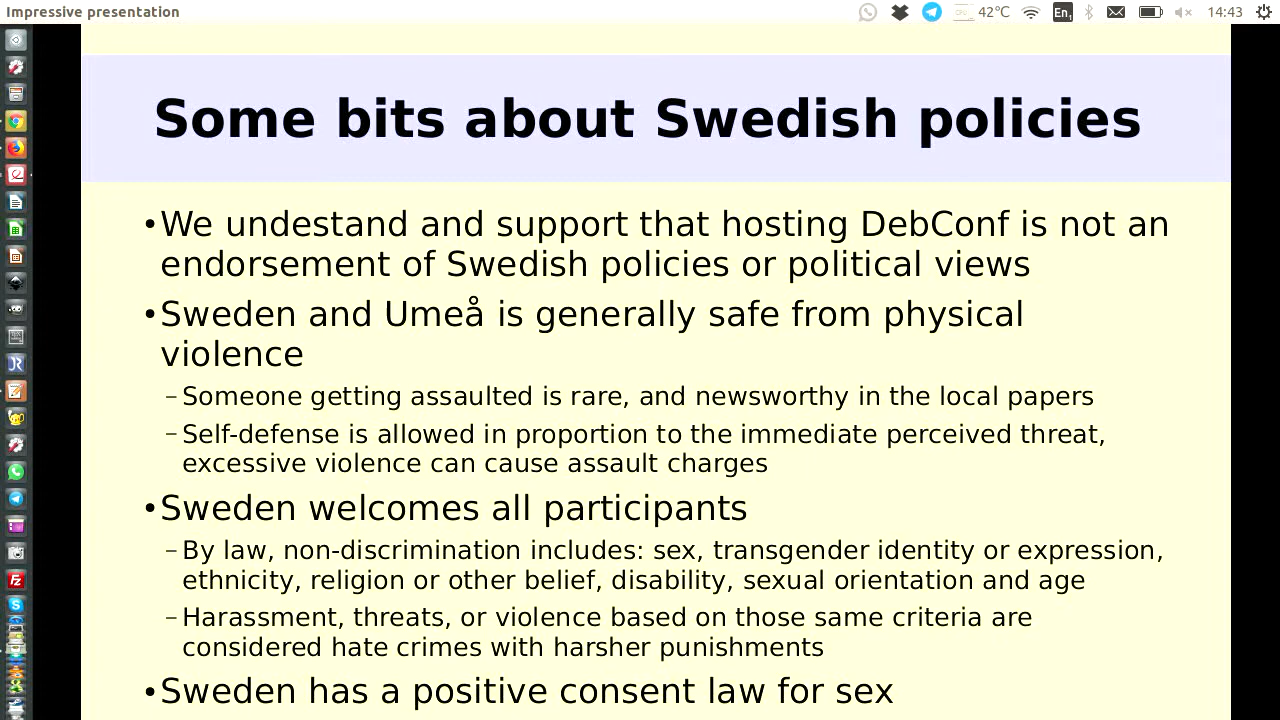 Impressive presentation
42°C
En
14:43
Some bits about Swedish policies
•We undestand and support that hosting DebConf is not an
endorsement of Swedish policies or political views
•Sweden and Umeå is generally safe from physical
violence
–Someone getting assaulted is rare, and newsworthy in the local papers
–Self-defense is allowed in proportion to the immediate perceived threat,
excessive violence can cause assault charges
•Sweden welcomes all participants
–By law, non-discrimination includes: sex, transgender identity or expression,
ethnicity, religion or other belief, disability, sexual orientation and age
–Harassment, threats, or violence based on those same criteria are
considered hate crimes with harsher punishments
•Sweden has a positive consent law for sex